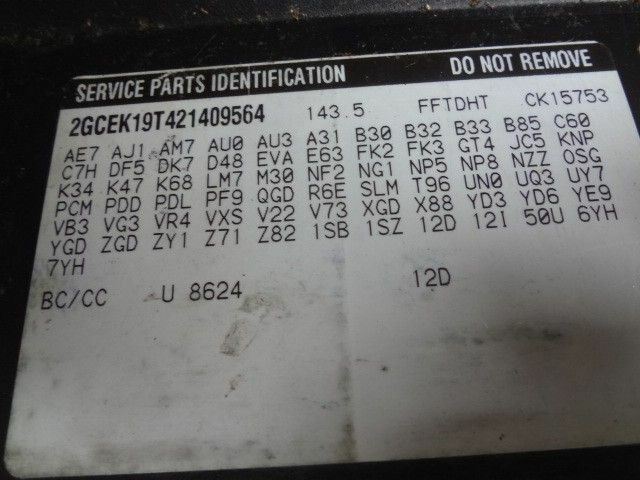 SERVICE PARTS IDENTIFICATION DO NOT REMOVE
2GCEK19T421409564 143.5 FFTDHT CK15753
AE7 AJ1 AM7 AU0 AU3 A31 B30 B32 B33 B85 C60
C7H DF5 DK7 D48 EVA E63 FK2 FK3 GT4 JC5 KNP
K34 K47 K68 LM7 M30 NF2 NG1 NP5 NP8 NZZ OSG
PCM PDD PDL PF9 QGD R6E SLM T96 UN0 UQ3 UY7
VB3 VG3 VR4 VXS V22 V73 XGD X88 YD3 YD6 YE9
YGD ZGD ZY1 Z71 Z82 1SB 1SZ 12D 12I 50U 6YH
7YH
BC/CC U 8624 12D